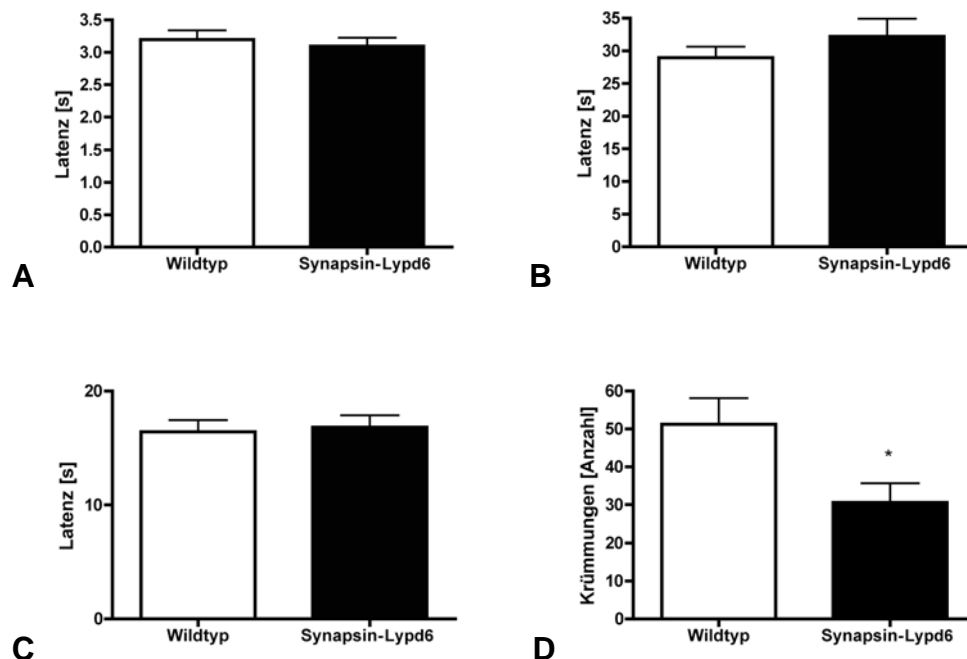 3.5
3.0
2.5
2.0
1.5
1.0
0.5
0.0
Latenz [s]
Wildtyp Synapsin-Lypd6
A
35
30
25
20
15
10
5
0
Latenz [s]
Wildtyp Synapsin-Lypd6
B
20
10
0
Latenz [s]
Wildtyp Synapsin-Lypd6
C
60
50
40
30
20
10
0
Krümmungen [Anzahl]
*
Wildtyp Synapsin-Lypd6
D